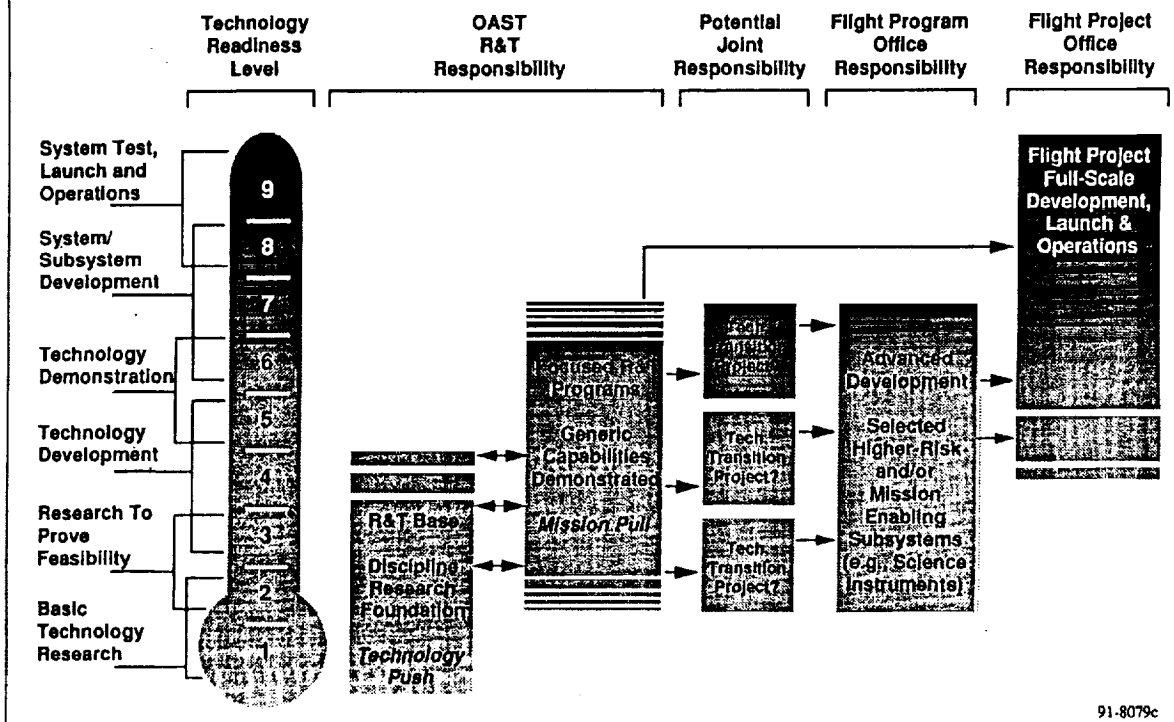 Technology
Readiness
Level
OAST
R&T
Responsibility
Potential
Joint
Responsibility
Flight Program
Office
Responsibility
Flight Project
Office
Responsibility
System Test,
Launch and
Operations
System/
Subsystem
Development
Technology
Demonstration
Technology
Development
Research To
Prove
Feasibility
Basic
Technology
Research
9
8
7
6
5
4
3
2
1
R&T Base
Discipline
Research
Foundation
Technology
Push
Focused R&T
Programs
Generic
Capabilities
Demonstrated
Mission Pull
Tech
Transition
Project?
Tech
Transition
Project?
Tech
Transition
Project?
Advanced
Development
Selected
Higher-Risk
and/or
Mission
Enabling
Subsystems
(e.g., Science
Instruments)
Flight Project
Full-Scale
Development,
Launch &
Operations
91-8079c